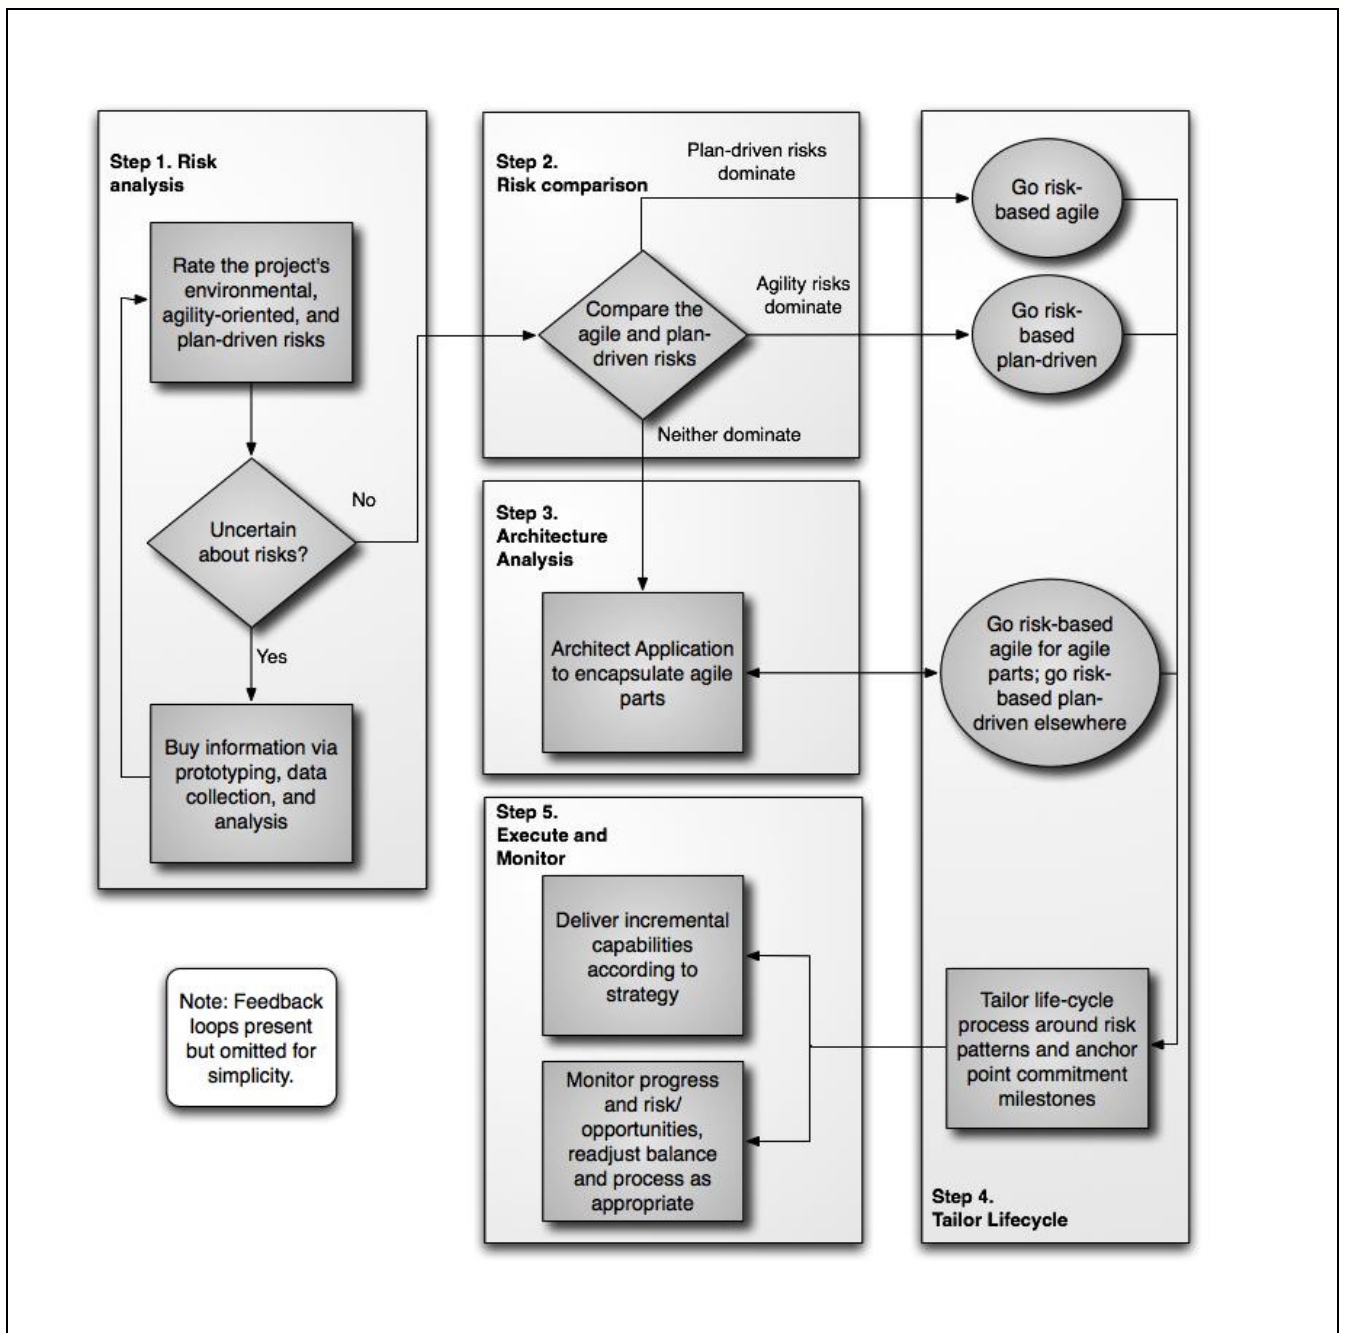 Step 1. Risk
analysis
Rate the project's
environmental,
agility-oriented, and
plan-driven risks
Uncertain
about risks?
No
Yes
Buy information via
prototyping, data
collection, and
analysis
Note: Feedback
loops present
but omitted for
simplicity.
Step 2.
Risk comparison
Plan-driven risks
dominate
Compare the
agile and plan-
driven risks
Agility risks
dominate
Neither dominate
Step 3.
Architecture
Analysis
Architect Application
to encapsulate agile
parts
Step 5.
Execute and
Monitor
Deliver incremental
capabilities
according to
strategy
Monitor progress
and risk/
opportunities,
readjust balance
and process as
appropriate
Go risk-
based agile
Go risk-
based
plan-driven
Go risk-based
agile for agile
parts; go risk-
based plan-
driven elsewhere
Tailor life-cycle
process around risk
patterns and anchor
point commitment
milestones
Step 4.
Tailor Lifecycle